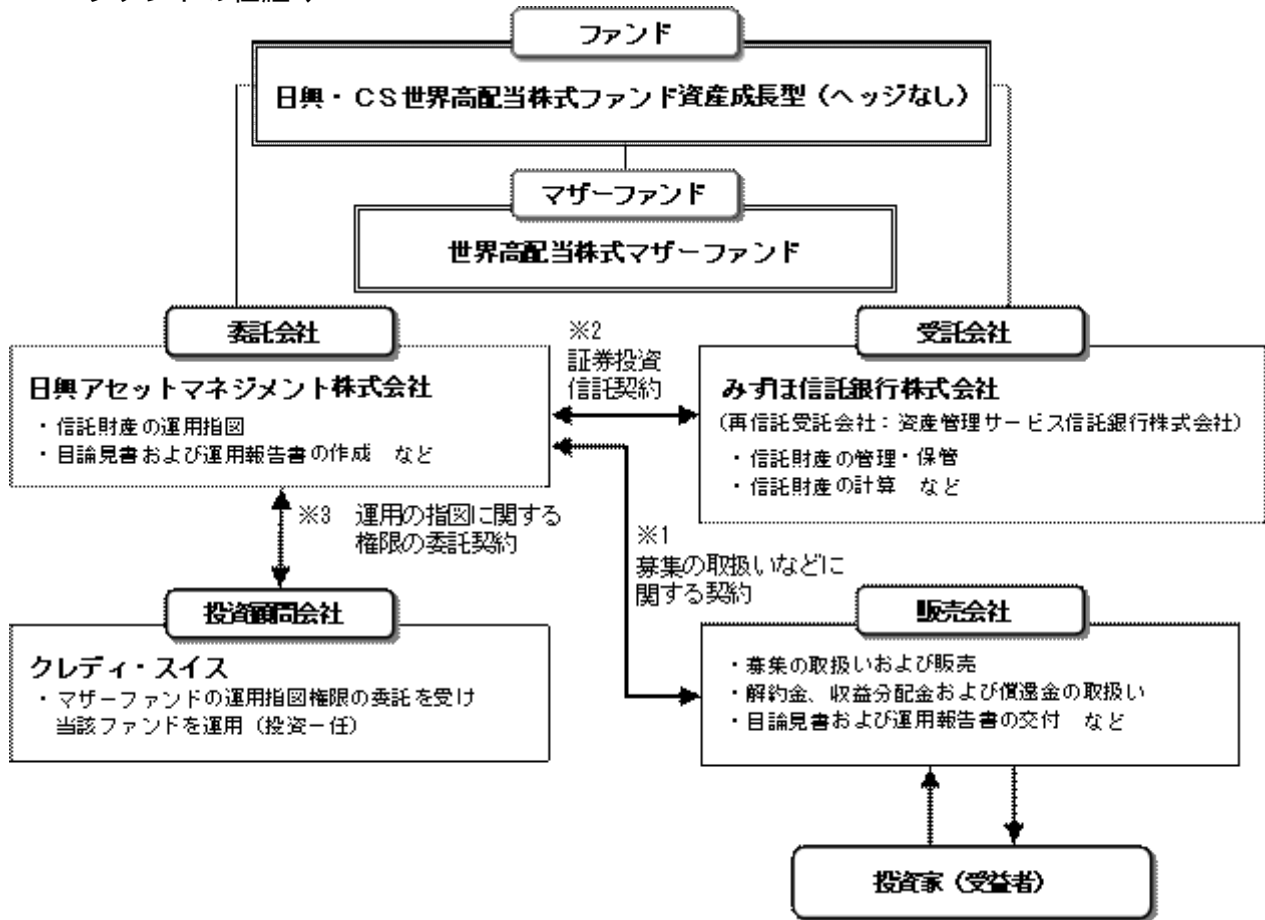 ファンド
日興・ＣＳ世界高配当株式ファンド資産成長型（ヘッジなし）
マザーファンド
世界高配当株式マザーファンド
委託会社
日興アセットマネジメント株式会社
・信託財産の運用指図
・目論見書および運用報告書の作成　など
※2
証券投資
信託契約
受託会社
みずほ信託銀行株式会社
（再信託受託会社：資産管理サービス信託銀行株式会社）
・信託財産の管理・保管
・信託財産の計算　など
※3　運用の指図に関する
権限の委託契約
※1
募集の取扱いなどに
関する契約
投資顧問会社
クレディ・スイス
・マザーファンドの運用指図権限の委託を受け
当該ファンドを運用（投資一任）
販売会社
・募集の取扱いおよび販売
・解約金、収益分配金および償還金の取扱い
・目論見書および運用報告書の交付　など
投資家（受益者）